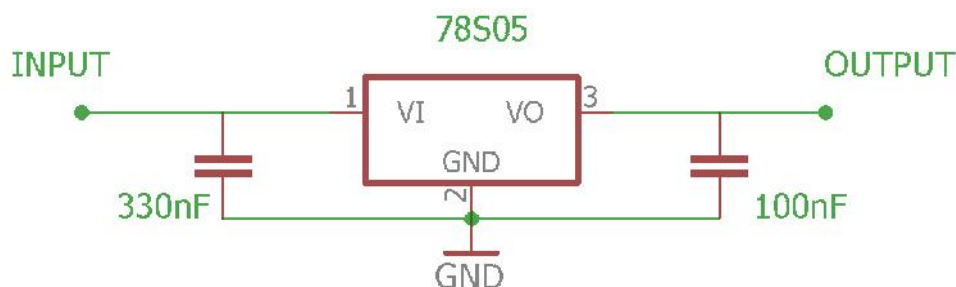 78S05
INPUT
OUTPUT
1
VI
VO
3
GND
2
330nF
100nF
GND